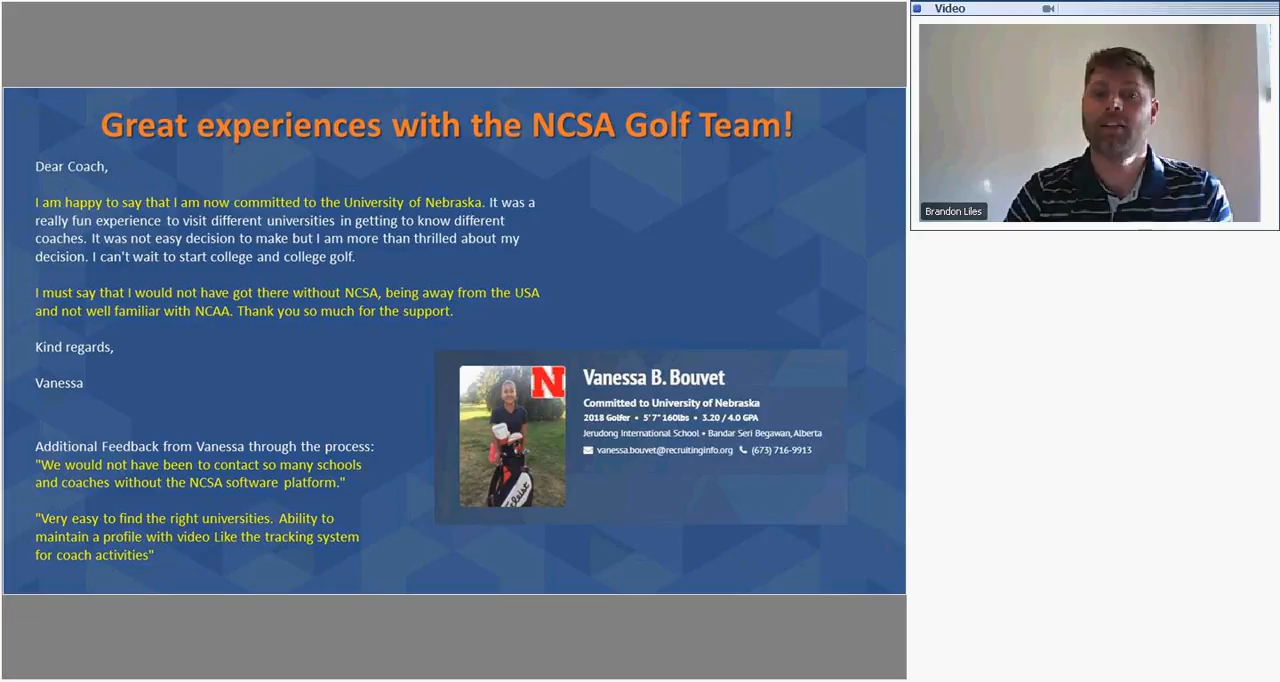 Video
Great experiences with the NCSA Golf Team!
Dear Coach,
I am happy to say that I am now committed to the University of Nebraska. It was a
really fun experience to visit different universities in getting to know different
coaches. It was not easy decision to make but I am more than thrilled about my
decision. I can't wait to start college and college golf.
I must say that I would not have got there without NCSA, being away from the USA
and not well familiar with NCAA. Thank you so much for the support.
Kind regards,
Vanessa
Additional Feedback from Vanessa through the process:
"We would not have been to contact so many schools
and coaches without the NCSA software platform."
"Very easy to find the right universities. Ability to
maintain a profile with video Like the tracking system
for coach activities"
N
Titleist
Vanessa B. Bouvet
Committed to University of Nebraska
2018 Golfer • 5' 7" 160lbs • 3.20 / 4.0 GPA
Jerudong International School • Bandar Seri Begawan, Alberta
vanessa.bouvet@recruitinginfo.org (673) 716-9913
Brandon Liles